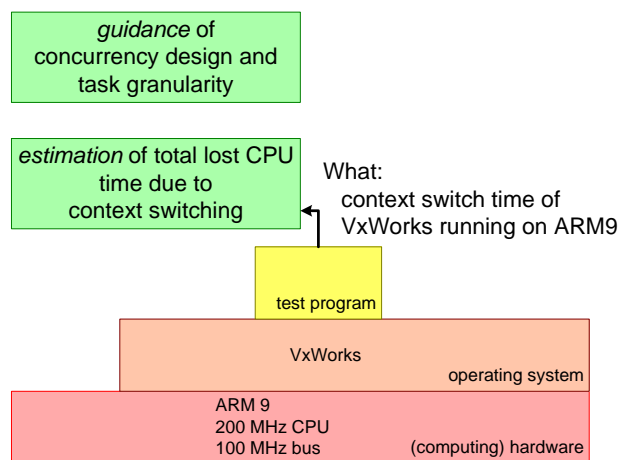 guidance of
concurrency design and
task granularity
estimation of total lost CPU
time due to
context switching
What:
context switch time of
VxWorks running on ARM9
test program
VxWorks
operating system
ARM 9
200 MHz CPU
100 MHz bus
(computing) hardware